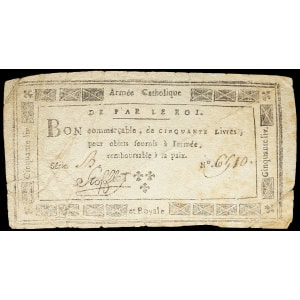 Armée Catholique
DE PAR LE ROI.
BON commerçable, de CINQUANTE Livres,
pour objets fournis à l'armée,
remboursable à la paix.
Série B. N.º 6510.
Stofflet
et Royale
Cinquante liv.
Cinquante liv.